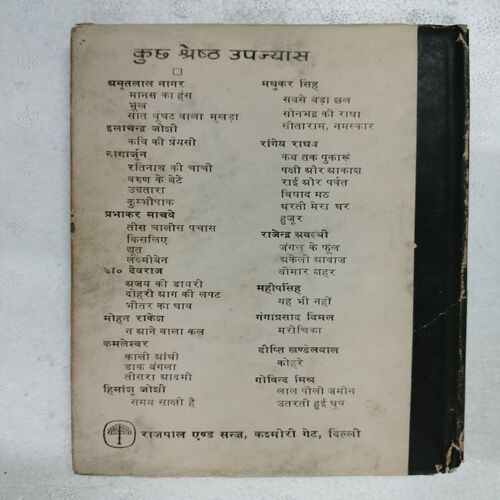 कुछ श्रेष्ठ उपन्यास
अमृतलाल नागर
मानस का हंस
भूख
सात घूंघट वाला मुखड़ा
इलाचन्द्र जोशी
कवि की प्रेयसी
नागार्जुन
रतिनाथ की चाची
वरुण के बेटे
उग्रतारा
कुम्भीपाक
प्रभाकर माचवे
तीस चालीस पचास
किसलिए
द्यूत
लक्ष्मीबेन
डा० देवराज
अजय की डायरी
दोहरी आग की लपट
भीतर का घाव
मोहन राकेश
न आने वाला कल
कमलेश्वर
काली आंधी
डाक बंगला
तीसरा आदमी
हिमांशु जोशी
समय साक्षी है
मधुकर सिंह
सबसे बड़ा छल
सोनभद्र की राधा
सीताराम, नमस्कार
रांगेय राघव
कब तक पुकारूं
पक्षी और आकाश
राई और पर्वत
विषाद मठ
धरती मेरा घर
हुजूर
राजेन्द्र अवस्थी
जंगल के फूल
अकेली आवाज
बीमार शहर
महीपसिंह
यह भी नहीं
गंगाप्रसाद विमल
मरीचिका
दीप्ति खण्डेलवाल
कोहरे
गोविन्द मिश्र
लाल पीली ज़मीन
उतरती हुई धूप
राजपाल एण्ड सन्ज़, कश्मीरी गेट, दिल्ली